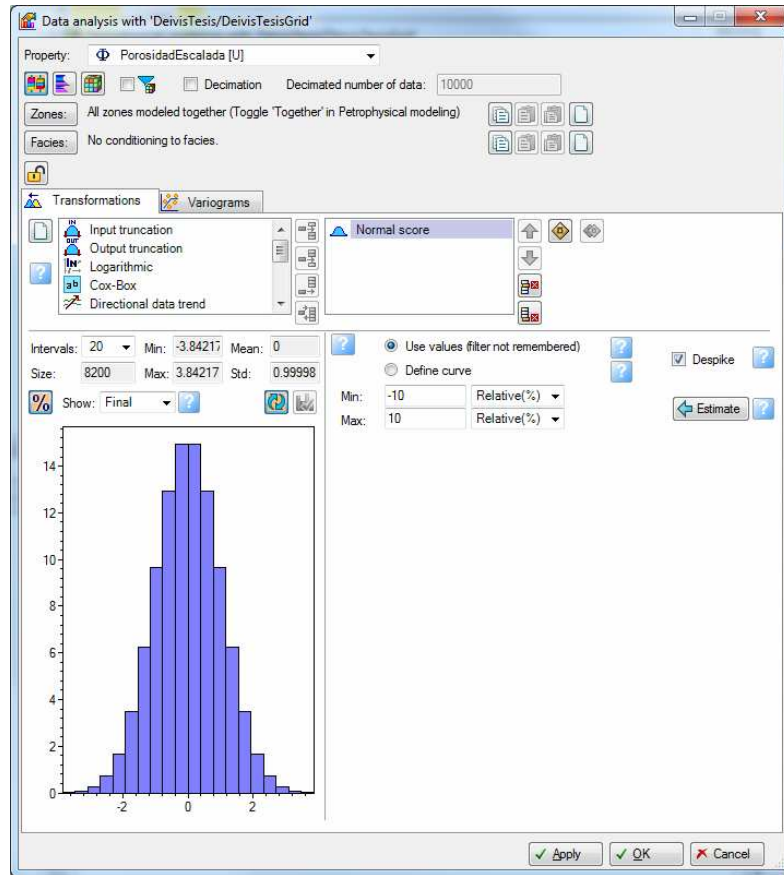 Data analysis with 'DeivisTesis/DeivisTesisGrid'
Property: Φ PorosidadEscalada [U]
Decimation Decimated number of data: 10000
Zones: All zones modeled together (Toggle 'Together' in Petrophysical modeling)
Facies: No conditioning to facies.
Transformations Variograms
Input truncation
Output truncation
Logarithmic
Cox-Box
Directional data trend
Normal score
Intervals: 20 Min: -3.84217 Mean: 0
Size: 8200 Max: 3.84217 Std: 0.99998
% Show: Final
Use values (filter not remembered)
Define curve
Min: -10 Relative(%)
Max: 10 Relative(%)
Despike
Estimate
14
12
10
8
6
4
2
0
-2 0 2
Apply OK Cancel